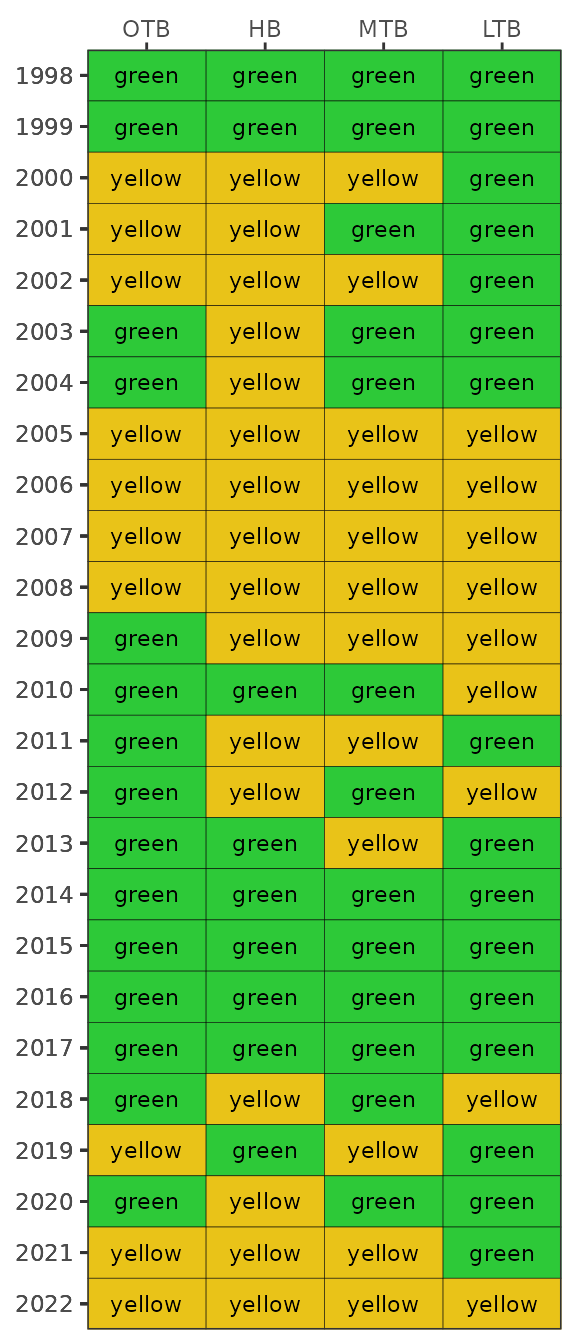 OTB HB MTB LTB
1998 green green green green
1999 green green green green
2000 yellow yellow yellow green
2001 yellow yellow green green
2002 yellow yellow yellow green
2003 green yellow green green
2004 green yellow green green
2005 yellow yellow yellow yellow
2006 yellow yellow yellow yellow
2007 yellow yellow yellow yellow
2008 yellow yellow yellow yellow
2009 green yellow yellow yellow
2010 green green green yellow
2011 green yellow yellow green
2012 green yellow green yellow
2013 green green yellow green
2014 green green green green
2015 green green green green
2016 green green green green
2017 green green green green
2018 green yellow green yellow
2019 yellow green yellow green
2020 green yellow green green
2021 yellow yellow yellow green
2022 yellow yellow yellow yellow